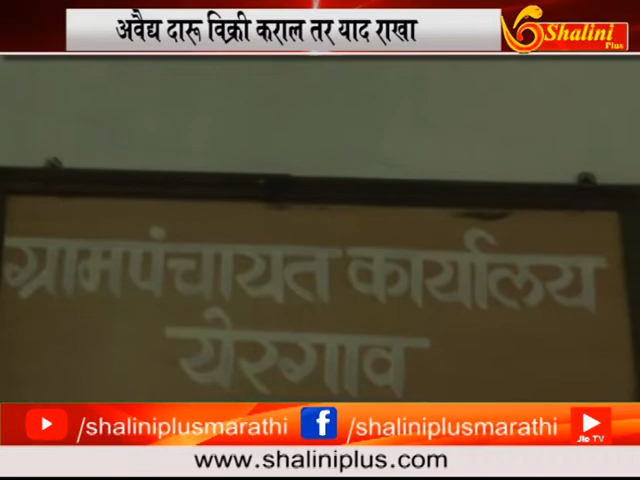 अवैद्य दारू विक्री कराल तर याद राखा
Shalini
Plus
ग्रामपंचायत कार्यालय
येरगाव
/shaliniplusmarathi
/shaliniplusmarathi
Jio TV
www.shaliniplus.com